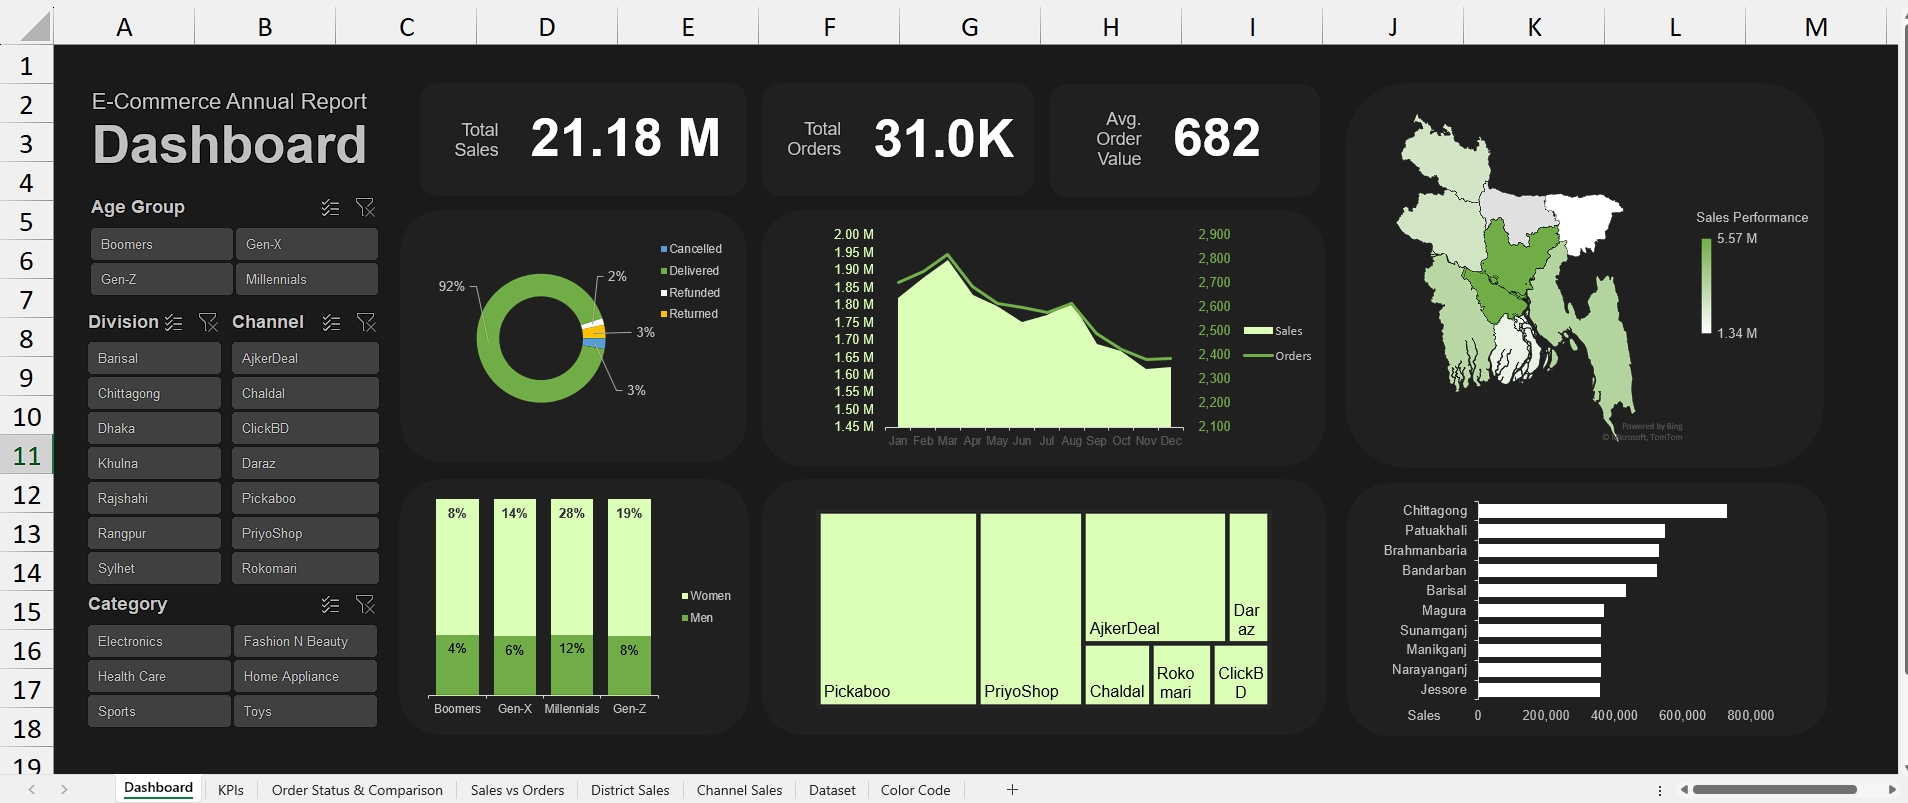 A B C D E F G H I J K L M
1
2
3
4
5
6
7
8
9
10
11
12
13
14
15
16
17
18
19
E-Commerce Annual Report
Dashboard
Total
Sales
21.18 M
Total
Orders
31.0K
Avg.
Order
Value
682
Age Group
Boomers Gen-X
Gen-Z Millennials
Division Channel
Barisal AjkerDeal
Chittagong Chaldal
Dhaka ClickBD
Khulna Daraz
Rajshahi Pickaboo
Rangpur PriyoShop
Sylhet Rokomari
Category
Electronics Fashion N Beauty
Health Care Home Appliance
Sports Toys
92%
2%
3%
3%
Cancelled
Delivered
Refunded
Returned
2.00 M
1.95 M
1.90 M
1.85 M
1.80 M
1.75 M
1.70 M
1.65 M
1.60 M
1.55 M
1.50 M
1.45 M
2,900
2,800
2,700
2,600
2,500
2,400
2,300
2,200
2,100
Jan Feb Mar Apr May Jun Jul Aug Sep Oct Nov Dec
Sales
Orders
Sales Performance
5.57 M
1.34 M
Powered by Bing
© Microsoft, TomTom
8% 14% 28% 19%
4% 6% 12% 8%
Boomers Gen-X Millennials Gen-Z
Women
Men
Pickaboo
PriyoShop
AjkerDeal
Dar
az
Chaldal
Roko
mari
ClickB
D
Chittagong
Patuakhali
Brahmanbaria
Bandarban
Barisal
Magura
Sunamganj
Manikganj
Narayanganj
Jessore
Sales 0 200,000 400,000 600,000 800,000
Dashboard KPIs Order Status & Comparison Sales vs Orders District Sales Channel Sales Dataset Color Code +